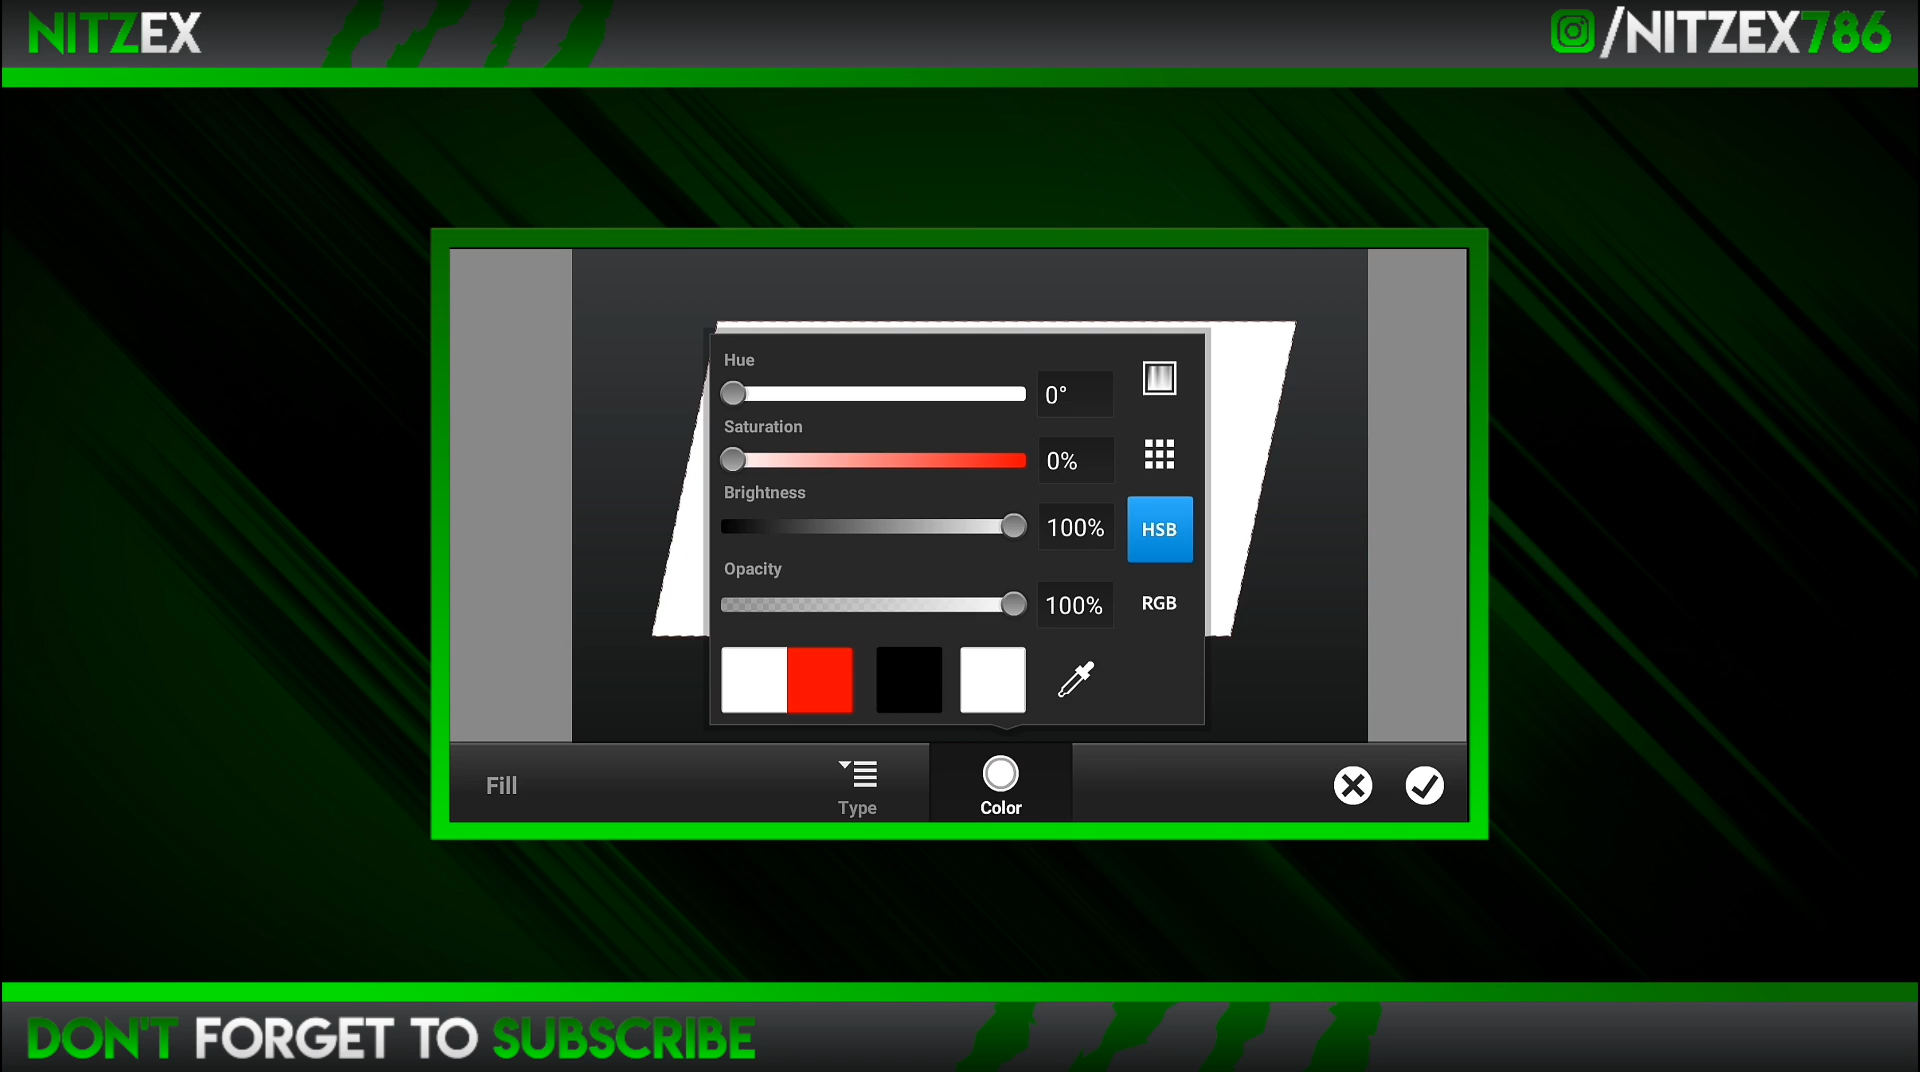 NITZEX
/NITZEX786
Hue
0°
Saturation
0%
Brightness
100%
HSB
Opacity
100%
RGB
Fill
Type
Color
DON'T FORGET TO SUBSCRIBE